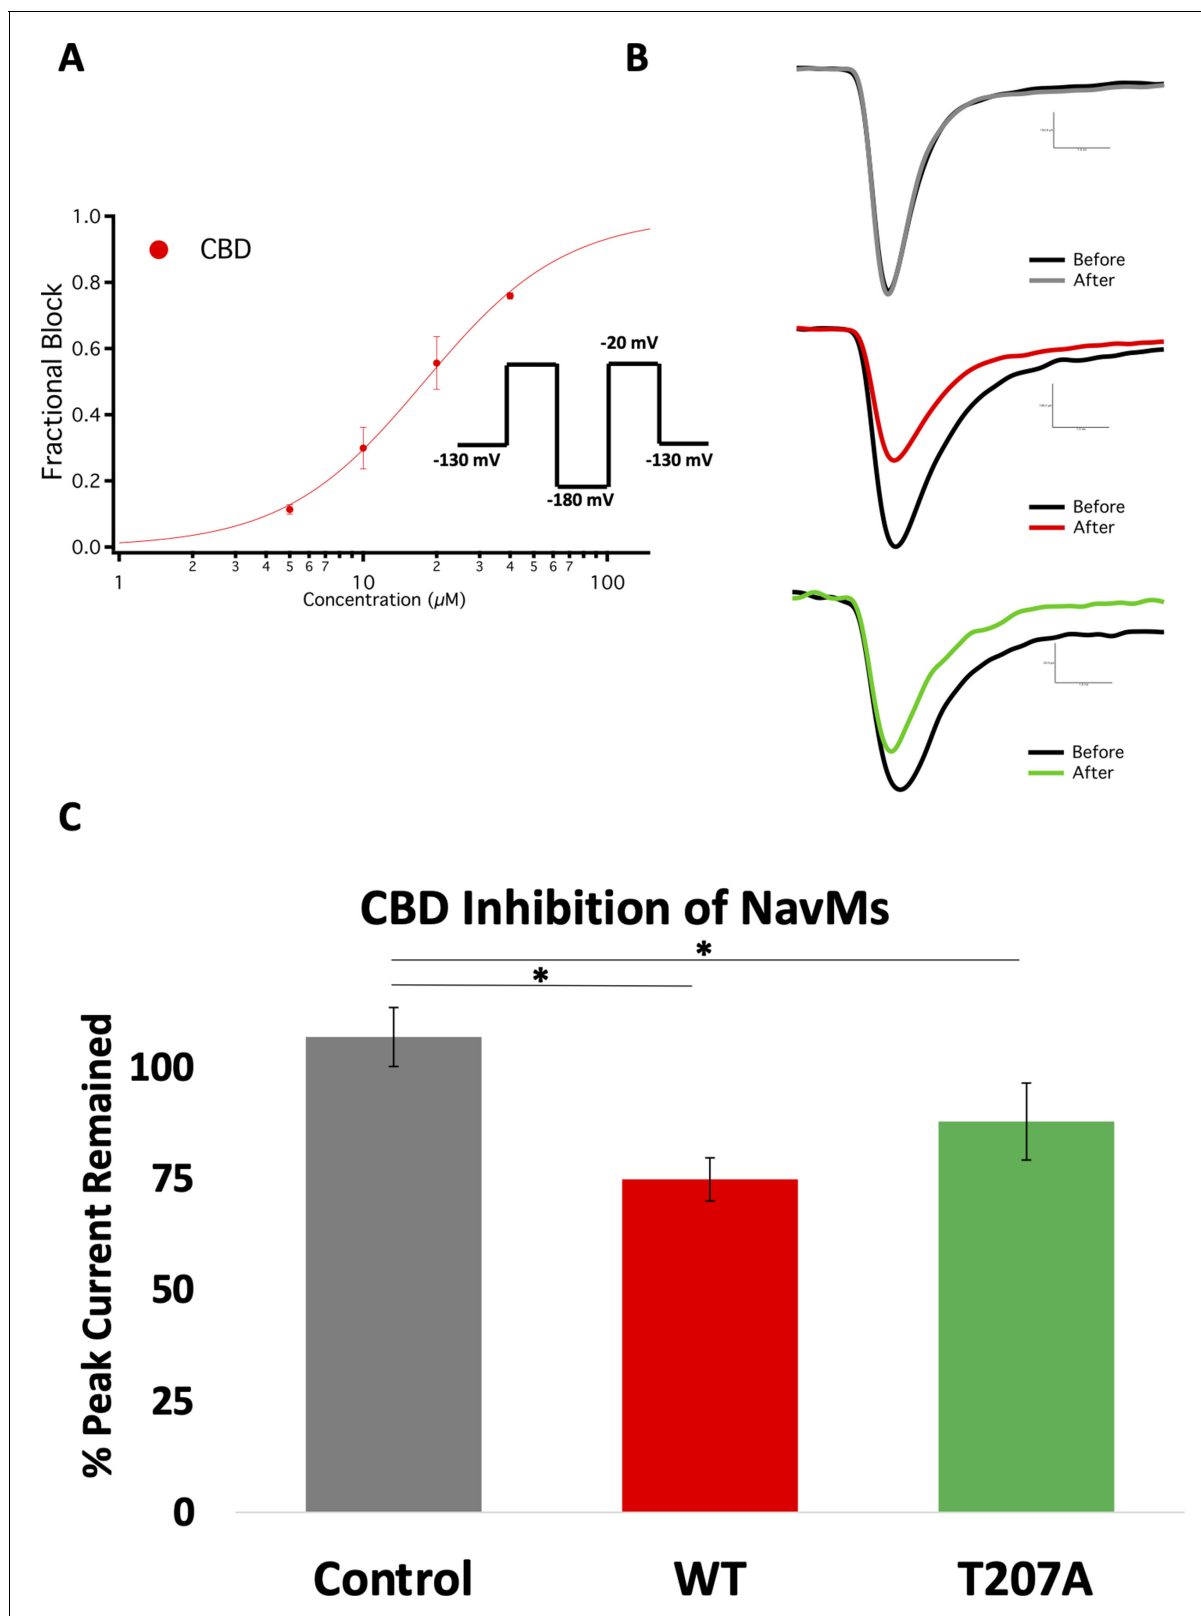 A
B
1.0
CBD
0.8
0.6
0.4
0.2
0.0
Fractional Block
-20 mV
-130 mV
-130 mV
-180 mV
1
2
3
4
5
6
7
10
2
3
4
5
6
7
100
Concentration (µM)
Before
After
Before
After
Before
After
C
CBD Inhibition of NavMs
*
*
% Peak Current Remained
100
75
50
25
0
Control
WT
T207A